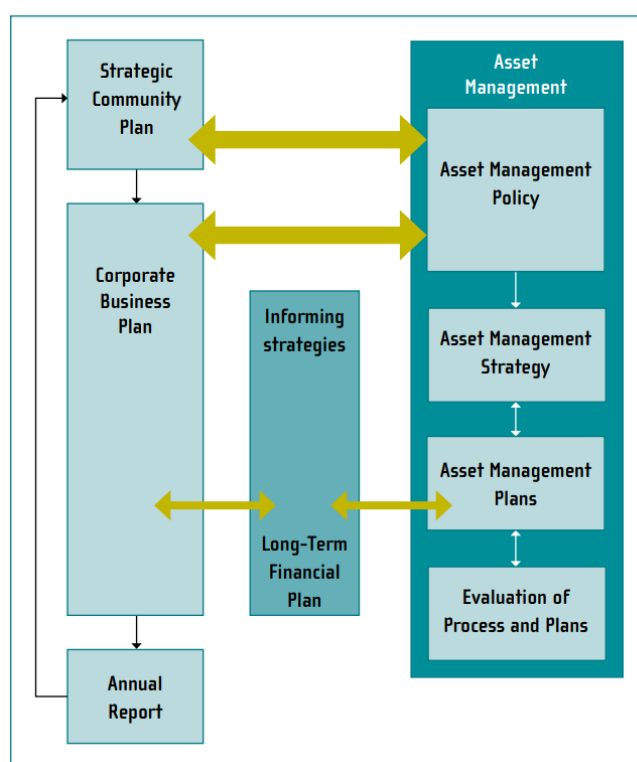 Strategic
Community
Plan
Corporate
Business
Plan
Annual
Report
Informing
strategies
Long-Term
Financial
Plan
Asset
Management
Asset Management
Policy
Asset Management
Strategy
Asset Management
Plans
Evaluation of
Process and Plans